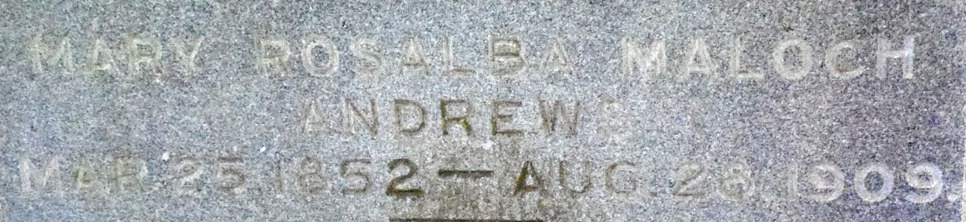 MARY ROSALBA MALOCH
ANDREWS
MAR. 25. 1852 — AUG. 28. 1909.